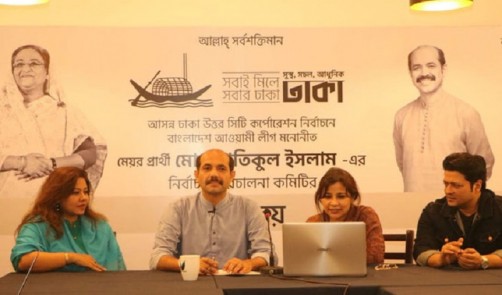 আল্লাহ্ সর্বশক্তিমান
সবাই মিলে
সবার ঢাকা
সুস্থ, সচল, আধুনিক
ঢাকা
আসন্ন ঢাকা উত্তর সিটি কর্পোরেশন নির্বাচনে
বাংলাদেশ আওয়ামী লীগ মনোনীত
মেয়র প্রার্থী তিকুল ইসলাম -এর
চালনা কমিটির